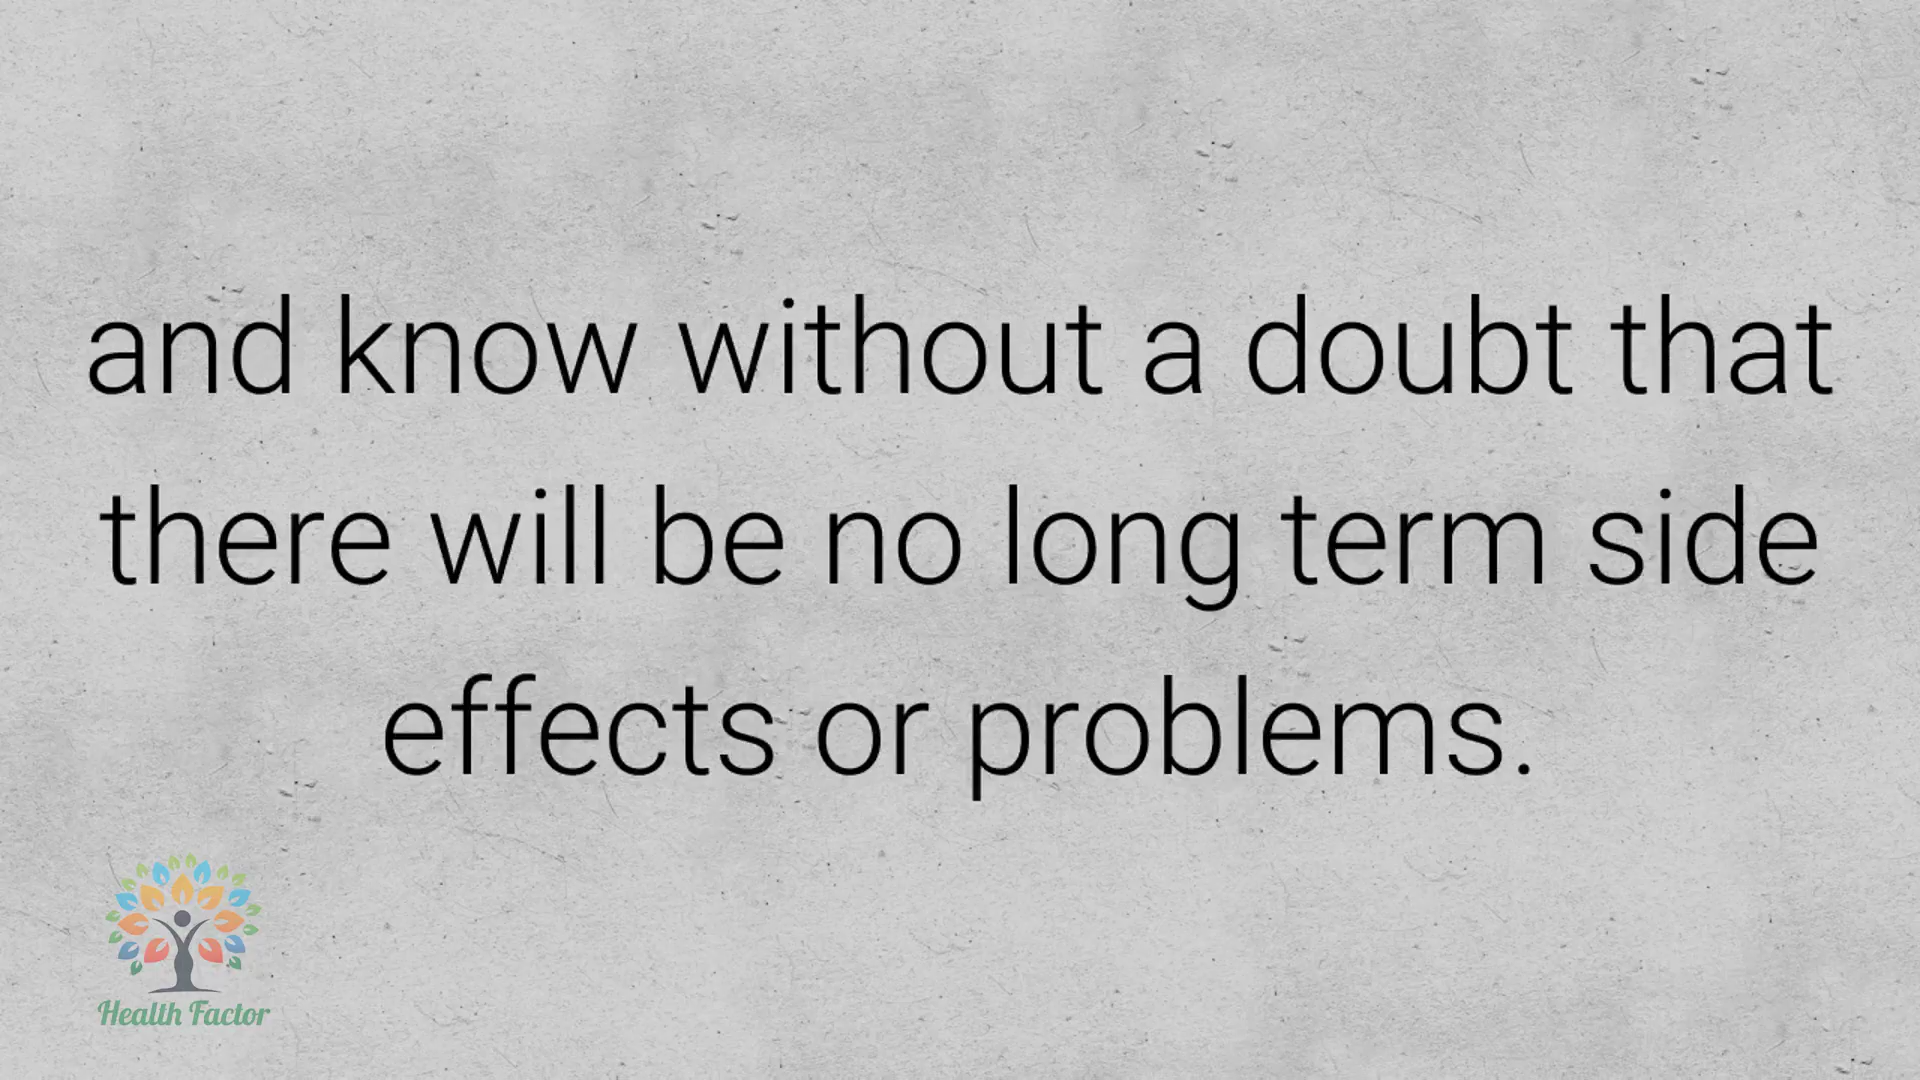 and know without a doubt that
there will be no long term side
effects or problems.
Health Factor